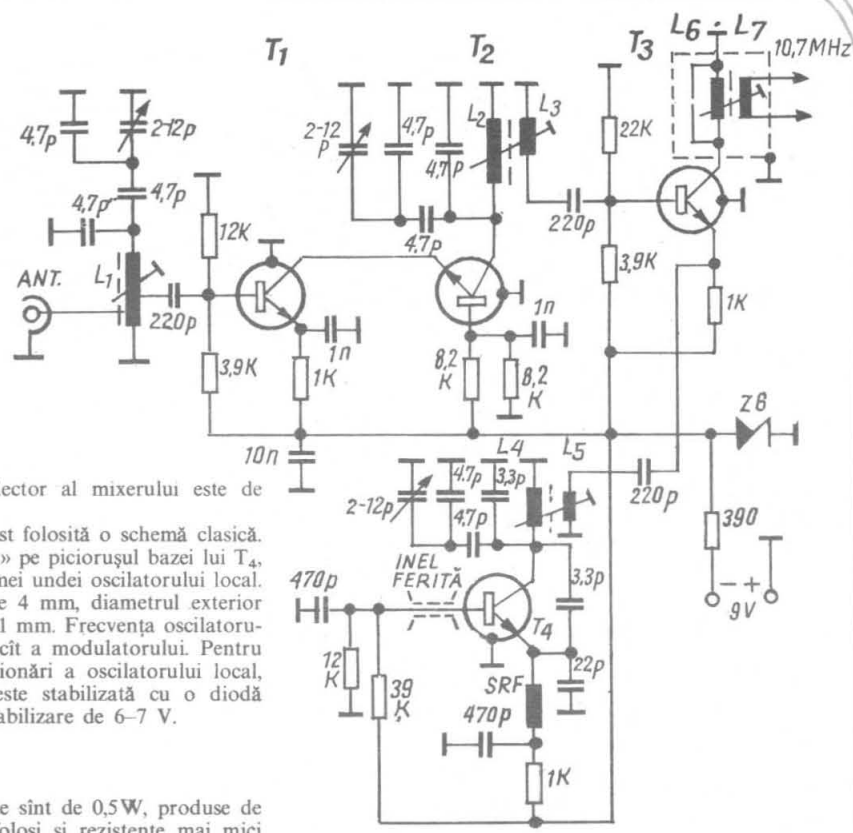 T₁
T₂
T₃
L₆
L₇
10,7MHz
4,7p
2-12p
4,7p
4,7p
L₁
ANT.
220p
12K
3,9K
1n
1K
10n
2-12
p
4,7p
4,7p
4,7p
L₂
L₃
220p
1n
8,2
K
8,2
K
22K
3,9K
1K
Z6
390
- +
9V
220p
L4
L5
2-12p
4,7p
3,3p
4,7p
INEL
FERITĂ
470p
T₄
3,3p
22p
12
K
39
K
SRF
470p
1K
lector al mixerului este de
st folosită o schemă clasică.
» pe piciorușul bazei lui T₄,
nei undei oscilatorului local.
e 4 mm, diametrul exterior
1 mm. Frecvența oscilatoru-
cît a modulatorului. Pentru
ionări a oscilatorului local,
este stabilizată cu o diodă
abilizare de 6–7 V.
e sînt de 0,5W, produse de
folosi și rezistențe mai mici